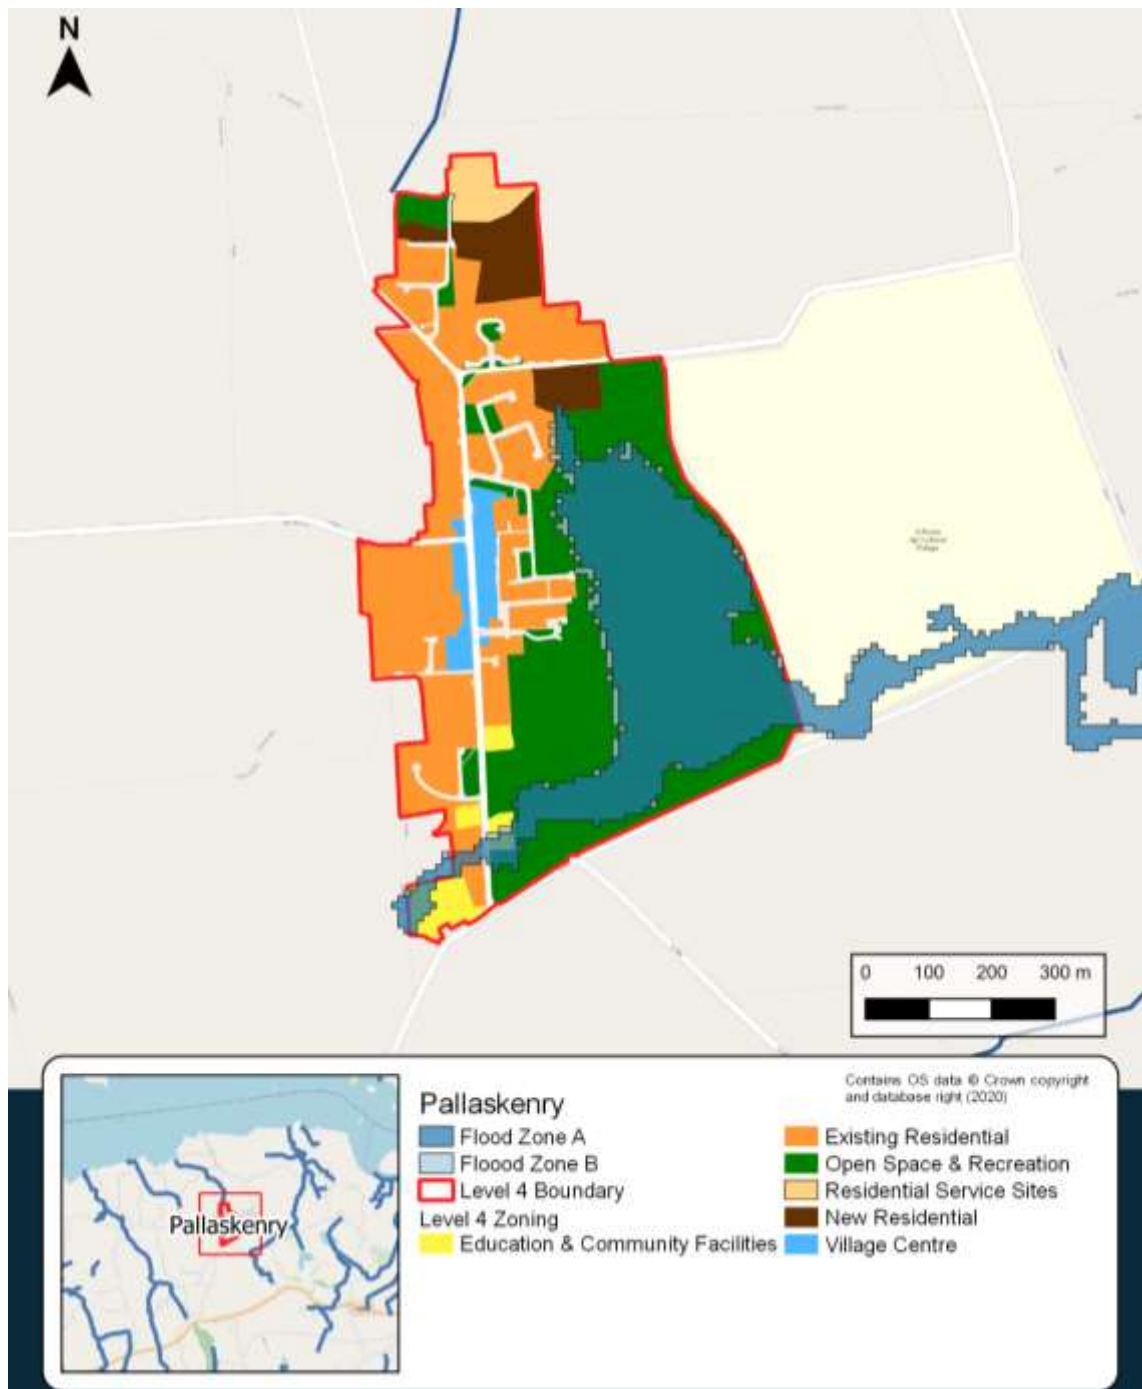 N
0 100 200 300 m
Contains OS data © Crown copyright
and database right (2020)
Pallaskenry
Flood Zone A
Floood Zone B
Level 4 Boundary
Level 4 Zoning
Education & Community Facilities
Existing Residential
Open Space & Recreation
Residential Service Sites
New Residential
Village Centre
Pallaskenry